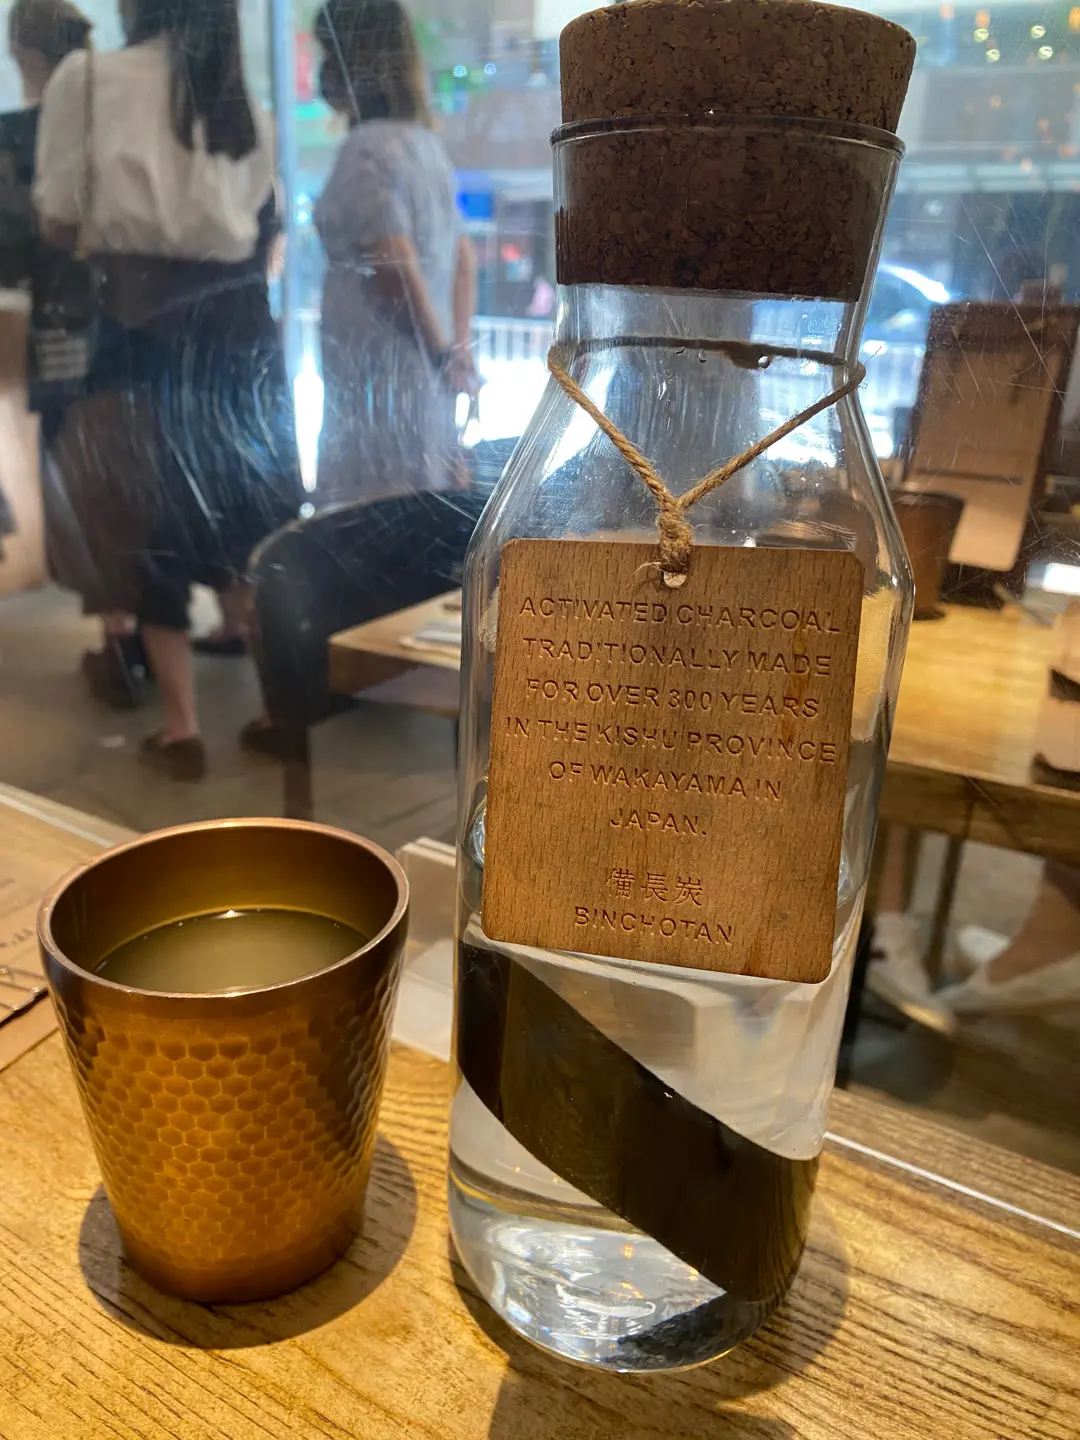 ACTIVATED CHARCOAL
TRADITIONALLY MADE
FOR OVER 300 YEARS
IN THE KISHU PROVINCE
OF WAKAYAMA IN
JAPAN.
備長炭
BINCHOTAN